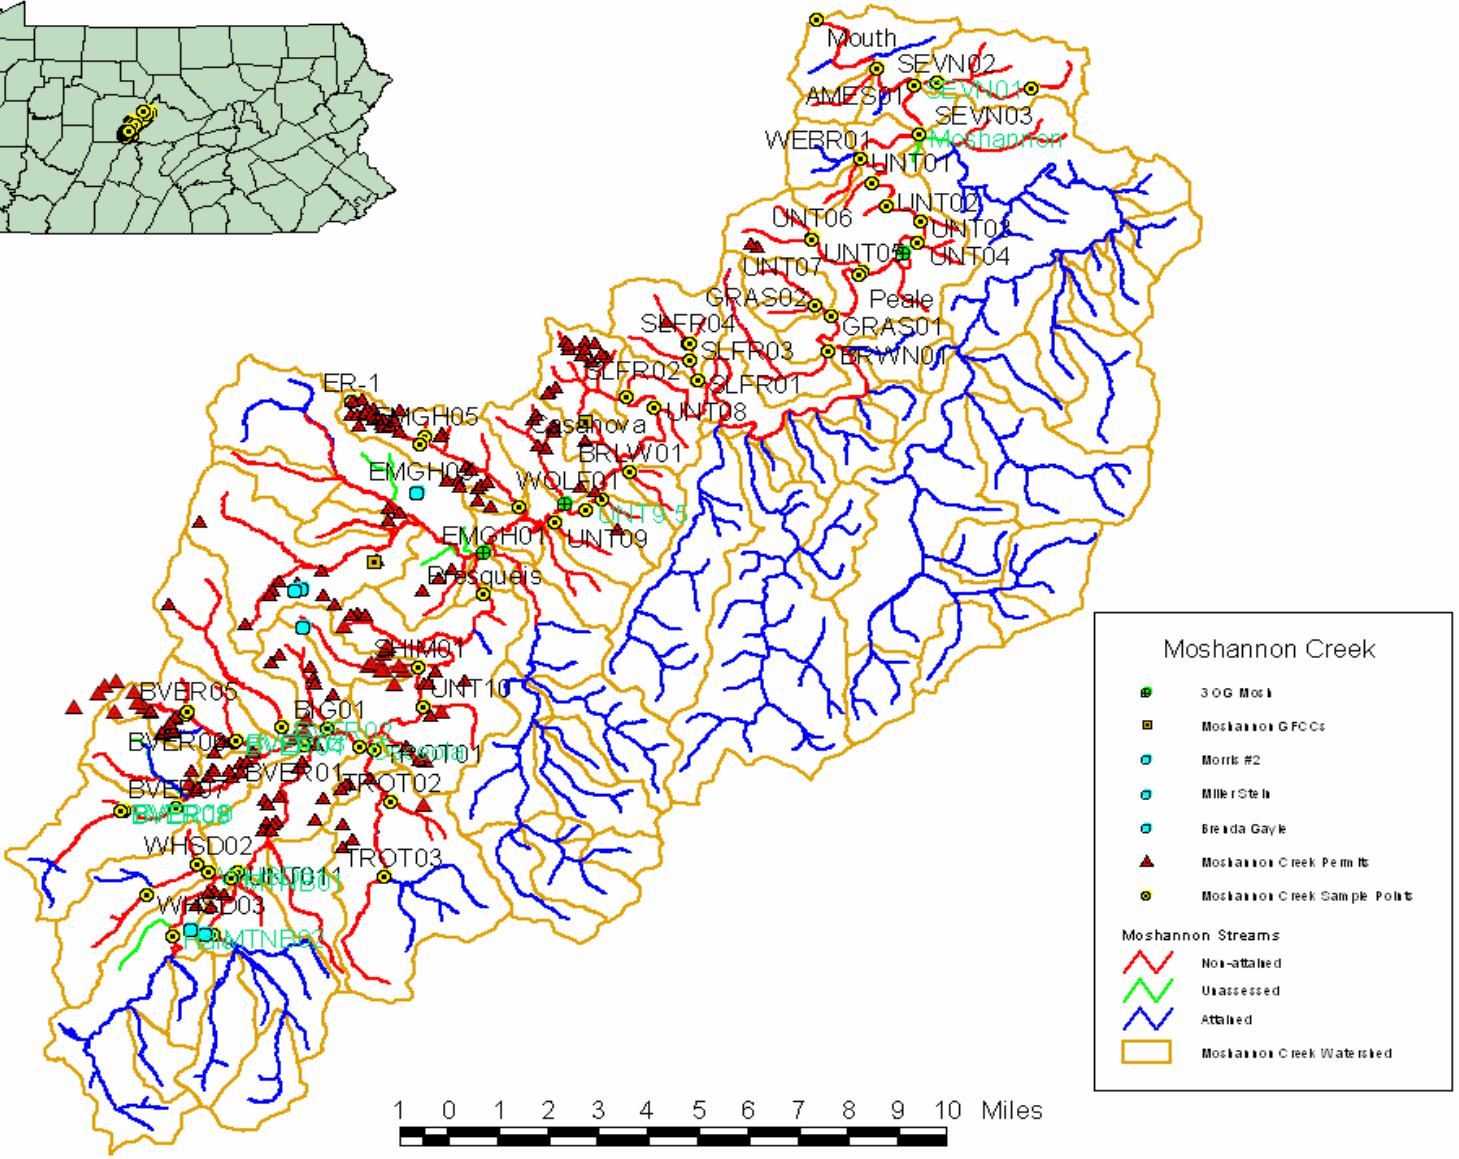 Mouth
SEVN02
AMES01
SEVN01
SEVN03
WEBR01
Moshannon
UNT01
UNT02
UNT06
UNT03
UNT05
UNT04
UNT07
GRAS02
Peale
SLFR04
GRAS01
SLFR03
BRWN01
SLFR02
ER-1
SLFR01
EMGH05
UNT08
Casanova
BRLW01
WOLF01
UNT9.5
EMGH01
UNT09
SHIM01
BVER05
UNT10
BIG01
TROT01
BVER01
TROT02
BVER07
WHSD02
TROT03
WHSD03
MTNB02
Moshannon Creek
3 OG Mosh
Moshannon GFCCs
Morris #2
Miller Stein
Brenda Gayle
Moshannon Creek Permits
Moshannon Creek Sample Points
Moshannon Streams
Non-attained
Unassessed
Attained
Moshannon Creek Watershed
1 0 1 2 3 4 5 6 7 8 9 10 Miles